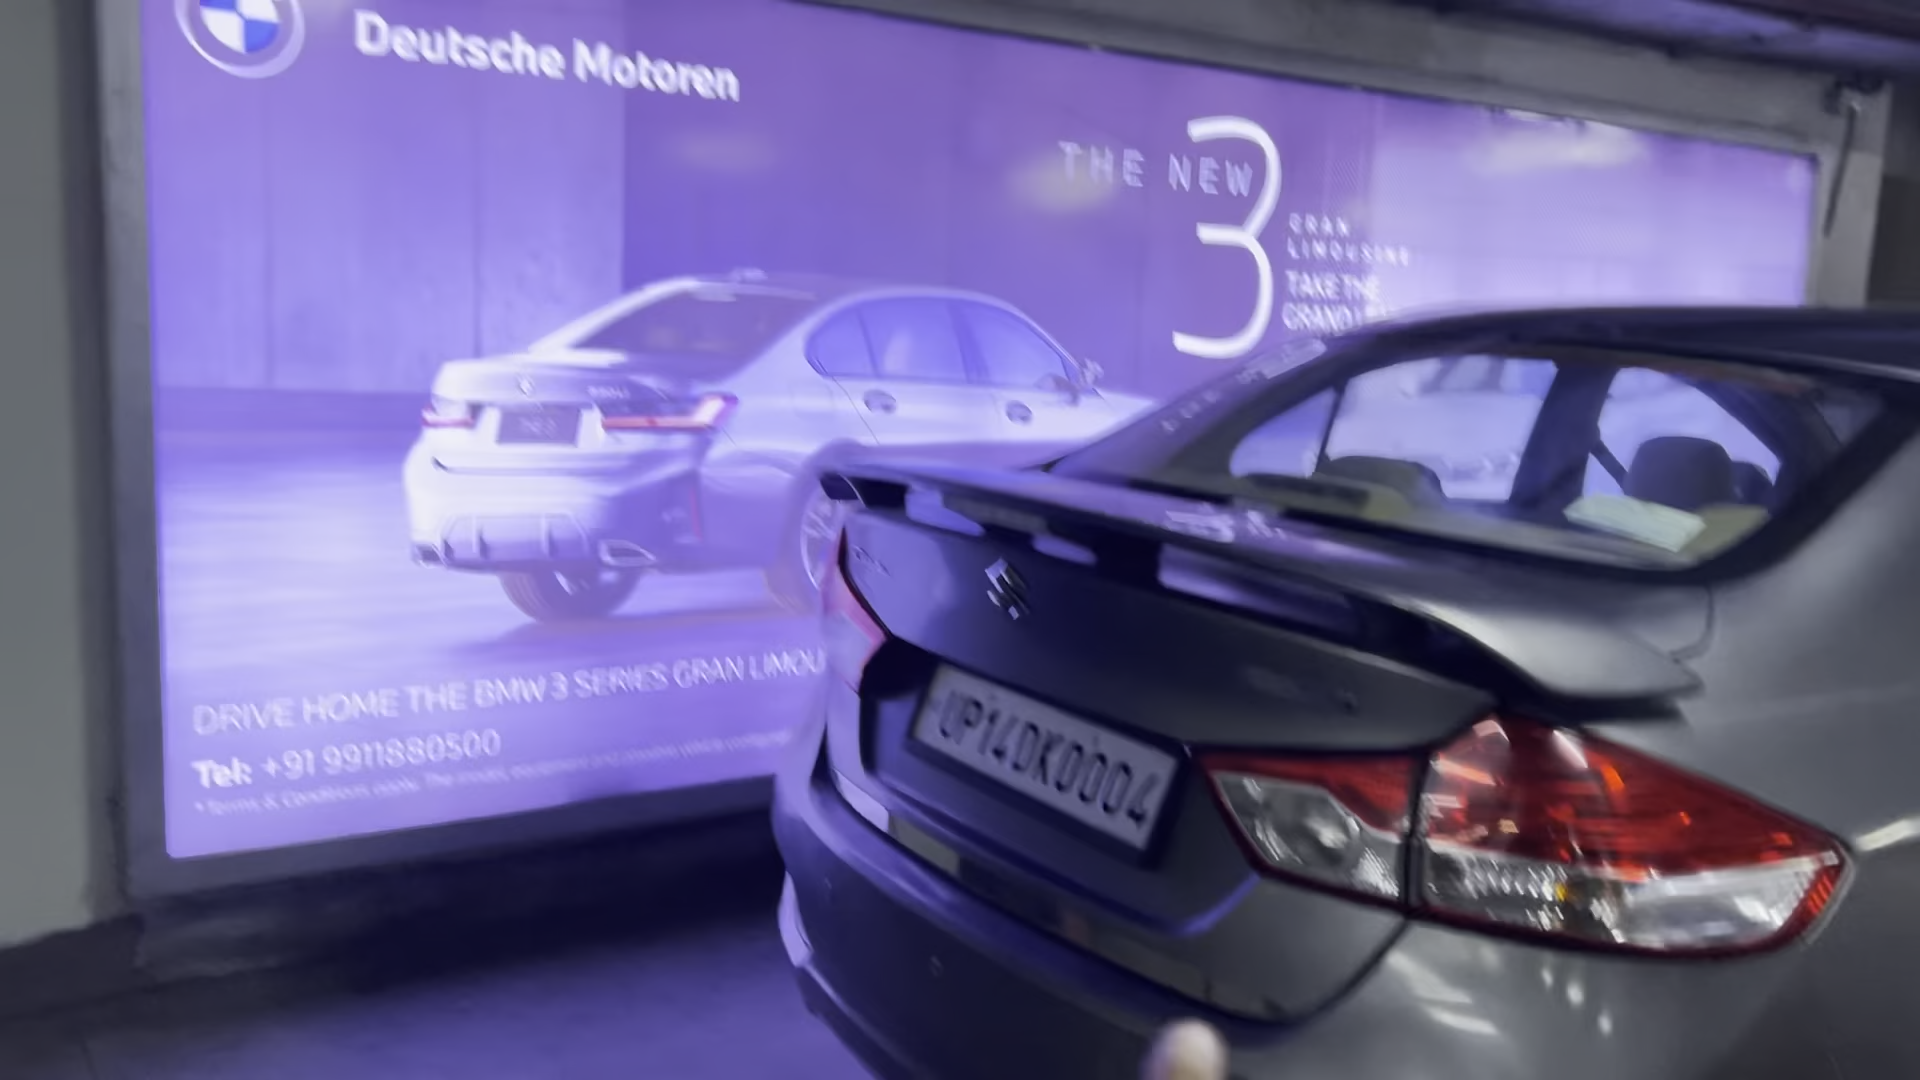 Deutsche Motoren
THE NEW
3
GRAN
LIMOUSINE
TAKE THE
DRIVE HOME THE BMW 3 SERIES GRAN
Tel: +91 9911880500
UP14DK0004